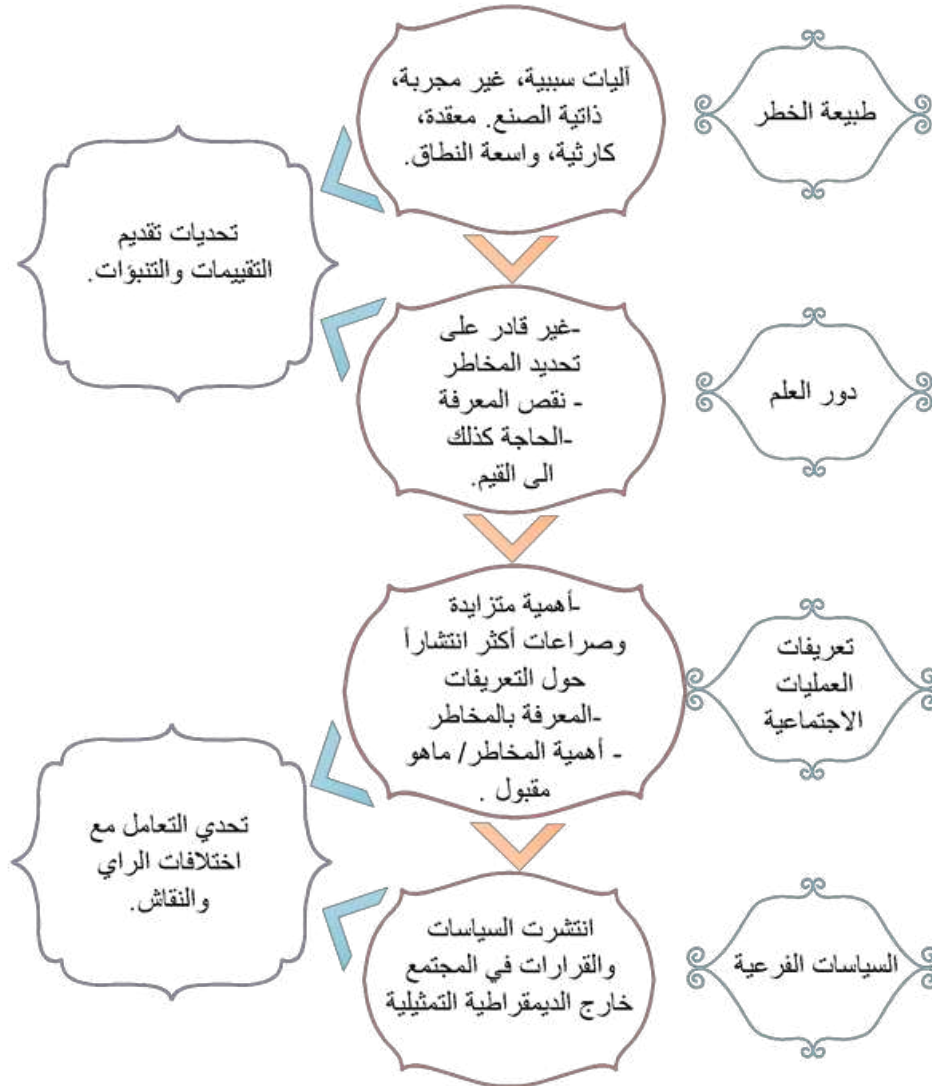 طبيعة الخطر
آليات سببية، غير مجربة،
ذاتية الصنع. معقدة،
كارثية، واسعة النطاق.
تحديات تقديم
التقييمات والتنبؤات.
دور العلم
-غير قادر على
تحديد المخاطر
- نقص المعرفة
-الحاجة كذلك
الى القيم.
تعريفات
العمليات
الاجتماعية
-أهمية متزايدة
وصراعات أكثر انتشاراً
حول التعريفات
-المعرفة بالمخاطر
- أهمية المخاطر/ ماهو
مقبول .
تحدي التعامل مع
اختلافات الراي
والنقاش.
السياسات الفرعية
انتشرت السياسات
والقرارات في المجتمع
خارج الديمقراطية التمثيلية